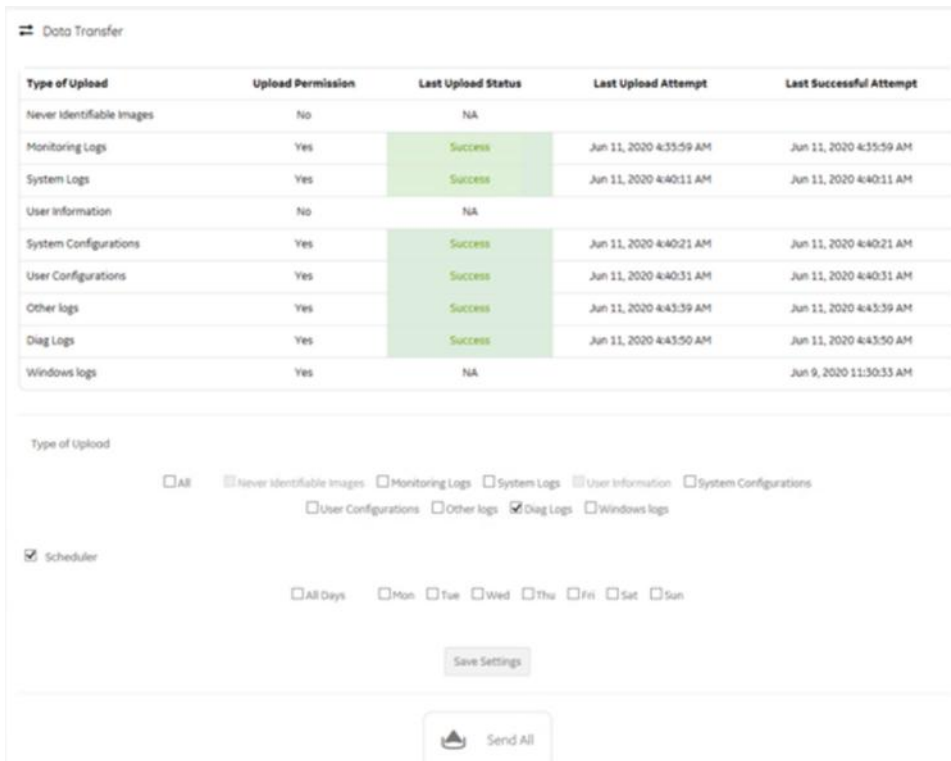 Data Transfer
Type of Upload Upload Permission Last Upload Status Last Upload Attempt Last Successful Attempt
Never Identifiable Images No NA
Monitoring Logs Yes Success Jun 11, 2020 4:35:59 AM Jun 11, 2020 4:35:59 AM
System Logs Yes Success Jun 11, 2020 4:40:11 AM Jun 11, 2020 4:40:11 AM
User Information No NA
System Configurations Yes Success Jun 11, 2020 4:40:21 AM Jun 11, 2020 4:40:21 AM
User Configurations Yes Success Jun 11, 2020 4:40:31 AM Jun 11, 2020 4:40:31 AM
Other logs Yes Success Jun 11, 2020 4:43:39 AM Jun 11, 2020 4:43:39 AM
Diag Logs Yes Success Jun 11, 2020 4:43:50 AM Jun 11, 2020 4:43:50 AM
Windows logs Yes NA Jun 9, 2020 11:30:33 AM
Type of Upload
All Never Identifiable Images Monitoring Logs System Logs User Information System Configurations
User Configurations Other logs Diag Logs Windows logs
Scheduler
All Days Mon Tue Wed Thu Fri Sat Sun
Save Settings
Send All